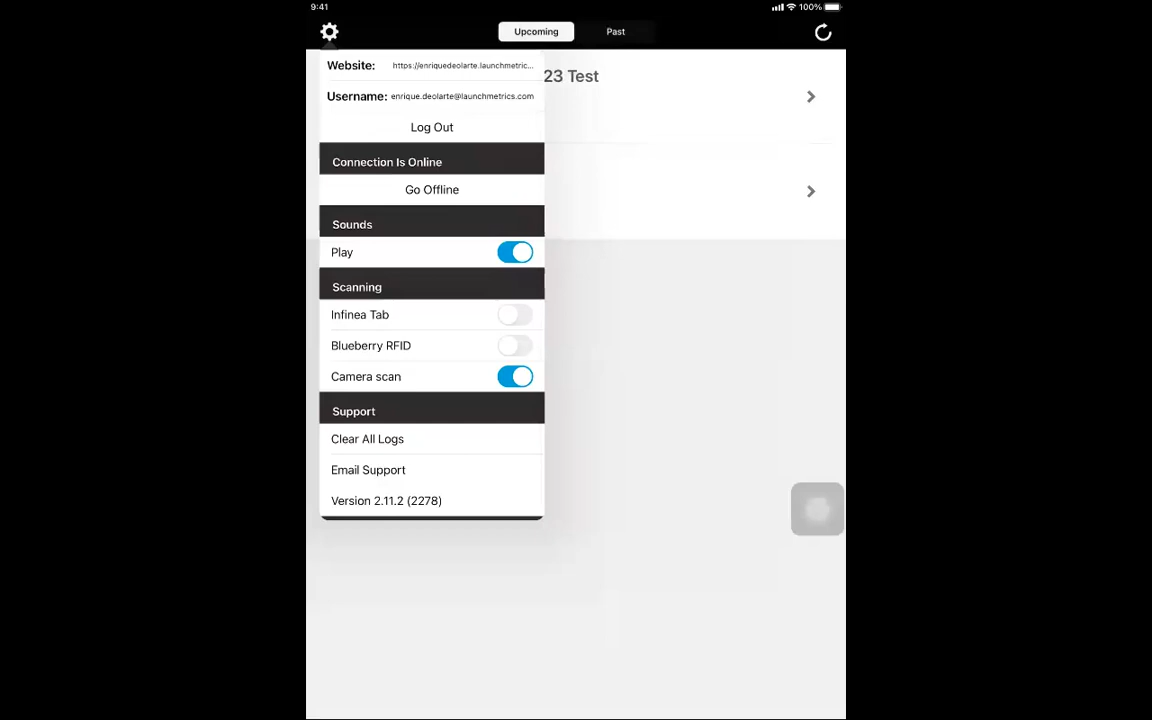 9:41
100%
Upcoming Past
Website: https://enriquedeolarte.launchmetric...
23 Test
Username: enrique.deolarte@launchmetrics.com
Log Out
Connection Is Online
Go Offline
Sounds
Play
Scanning
Infinea Tab
Blueberry RFID
Camera scan
Support
Clear All Logs
Email Support
Version 2.11.2 (2278)